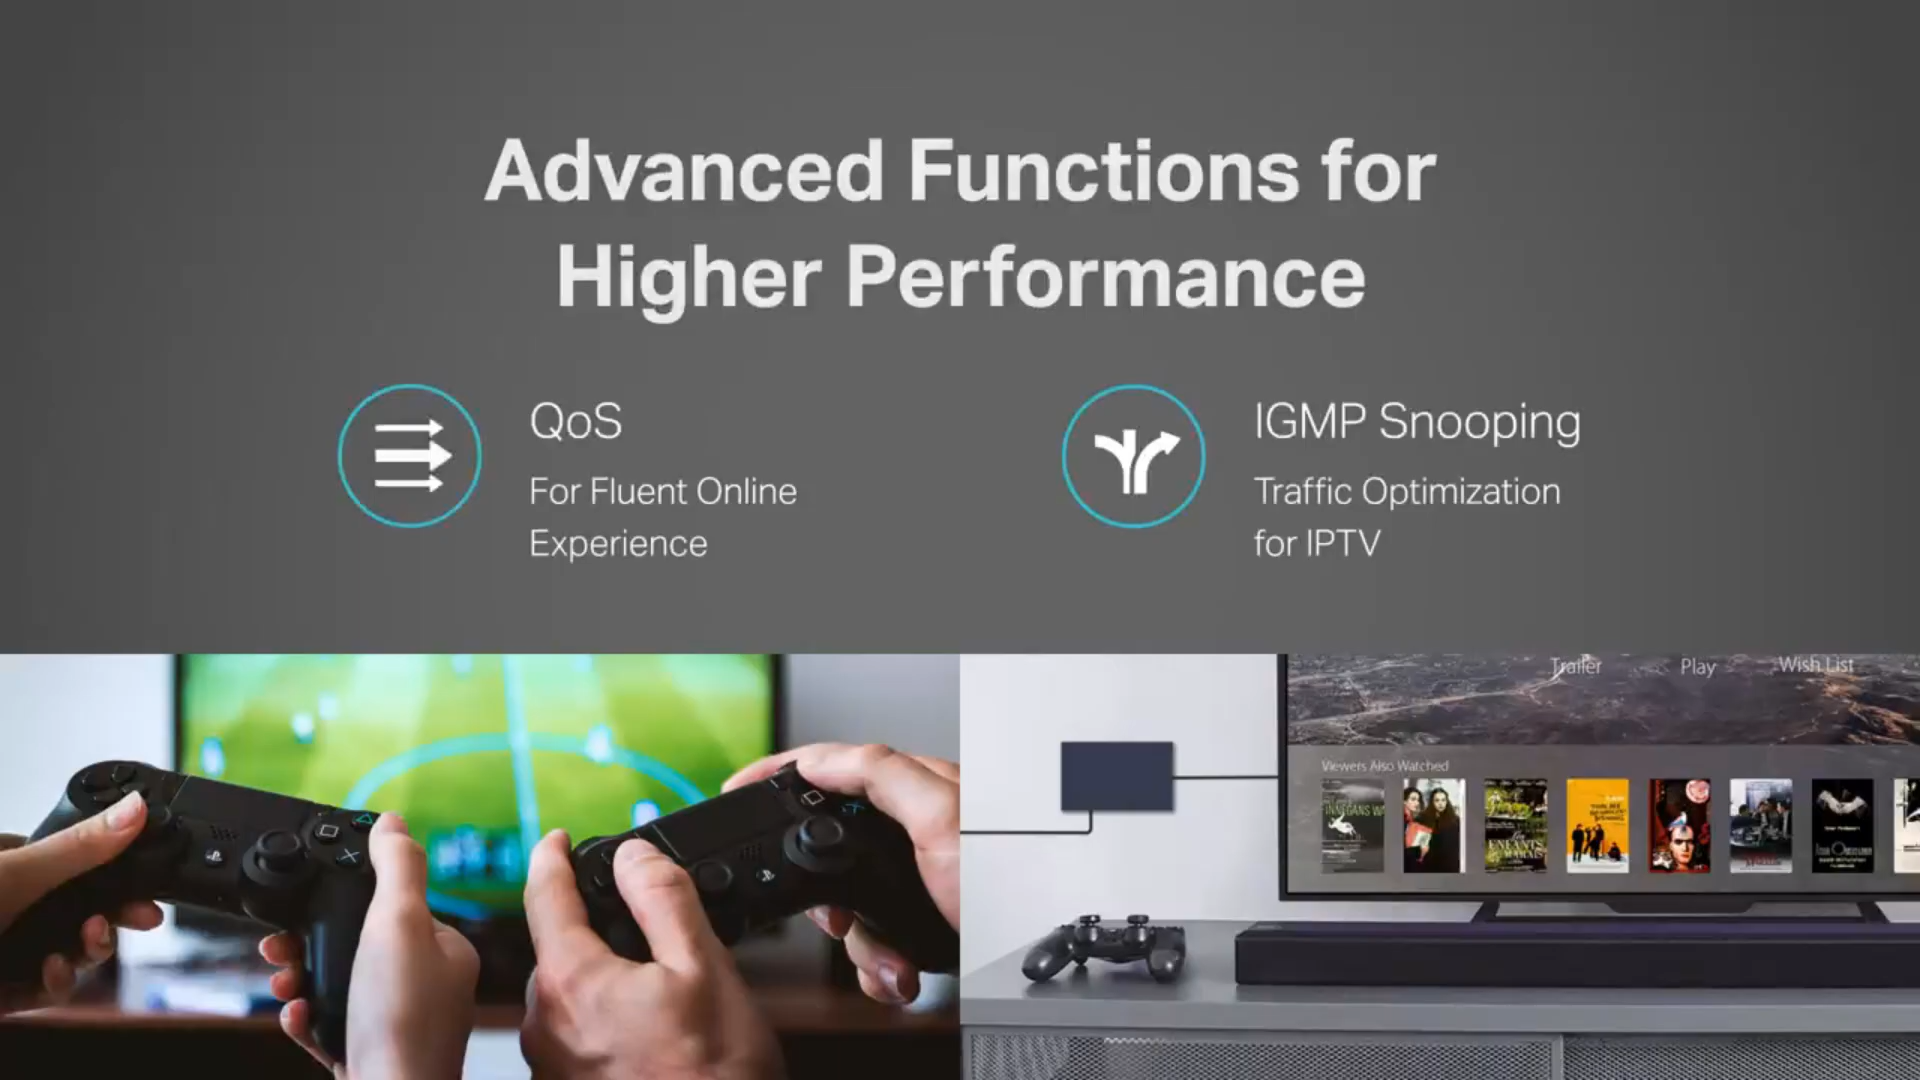 Advanced Functions for
Higher Performance
QoS
For Fluent Online
Experience
IGMP Snooping
Traffic Optimization
for IPTV
Trailer Play Wish List
Viewers Also Watched